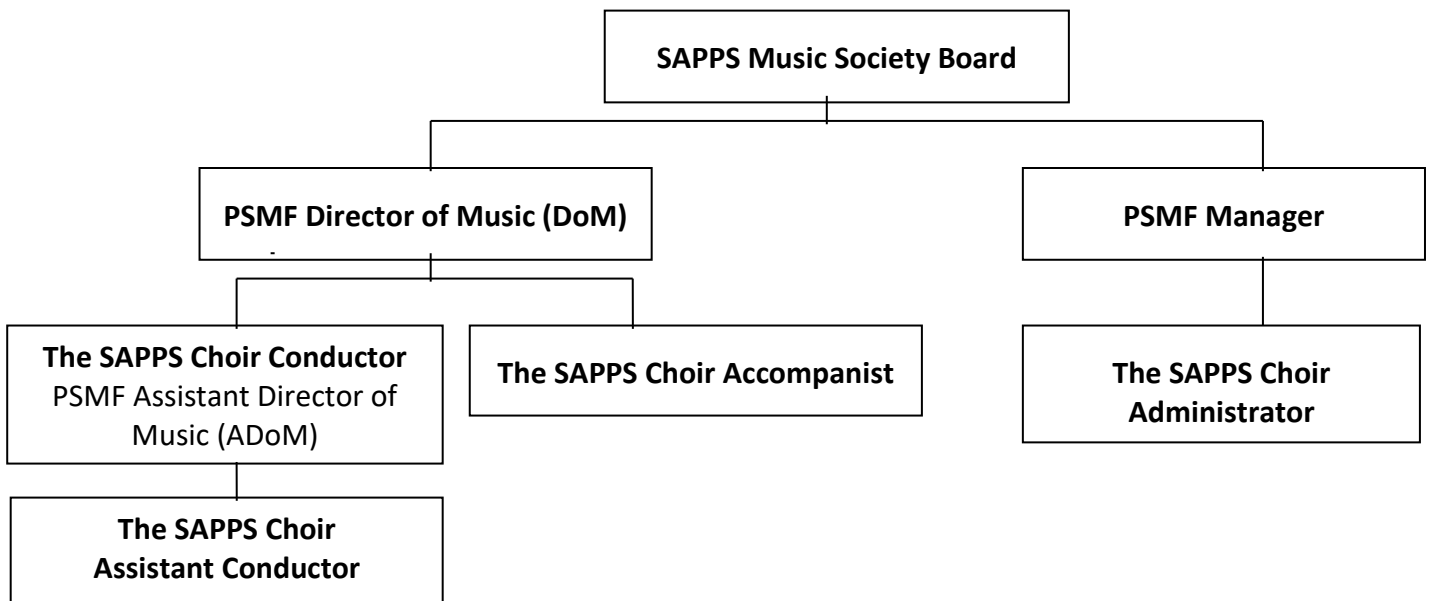 SAPPS Music Society Board
PSMF Director of Music (DoM)
-
PSMF Manager
The SAPPS Choir Conductor
PSMF Assistant Director of
Music (ADoM)
The SAPPS Choir Accompanist
The SAPPS Choir
Administrator
The SAPPS Choir
Assistant Conductor